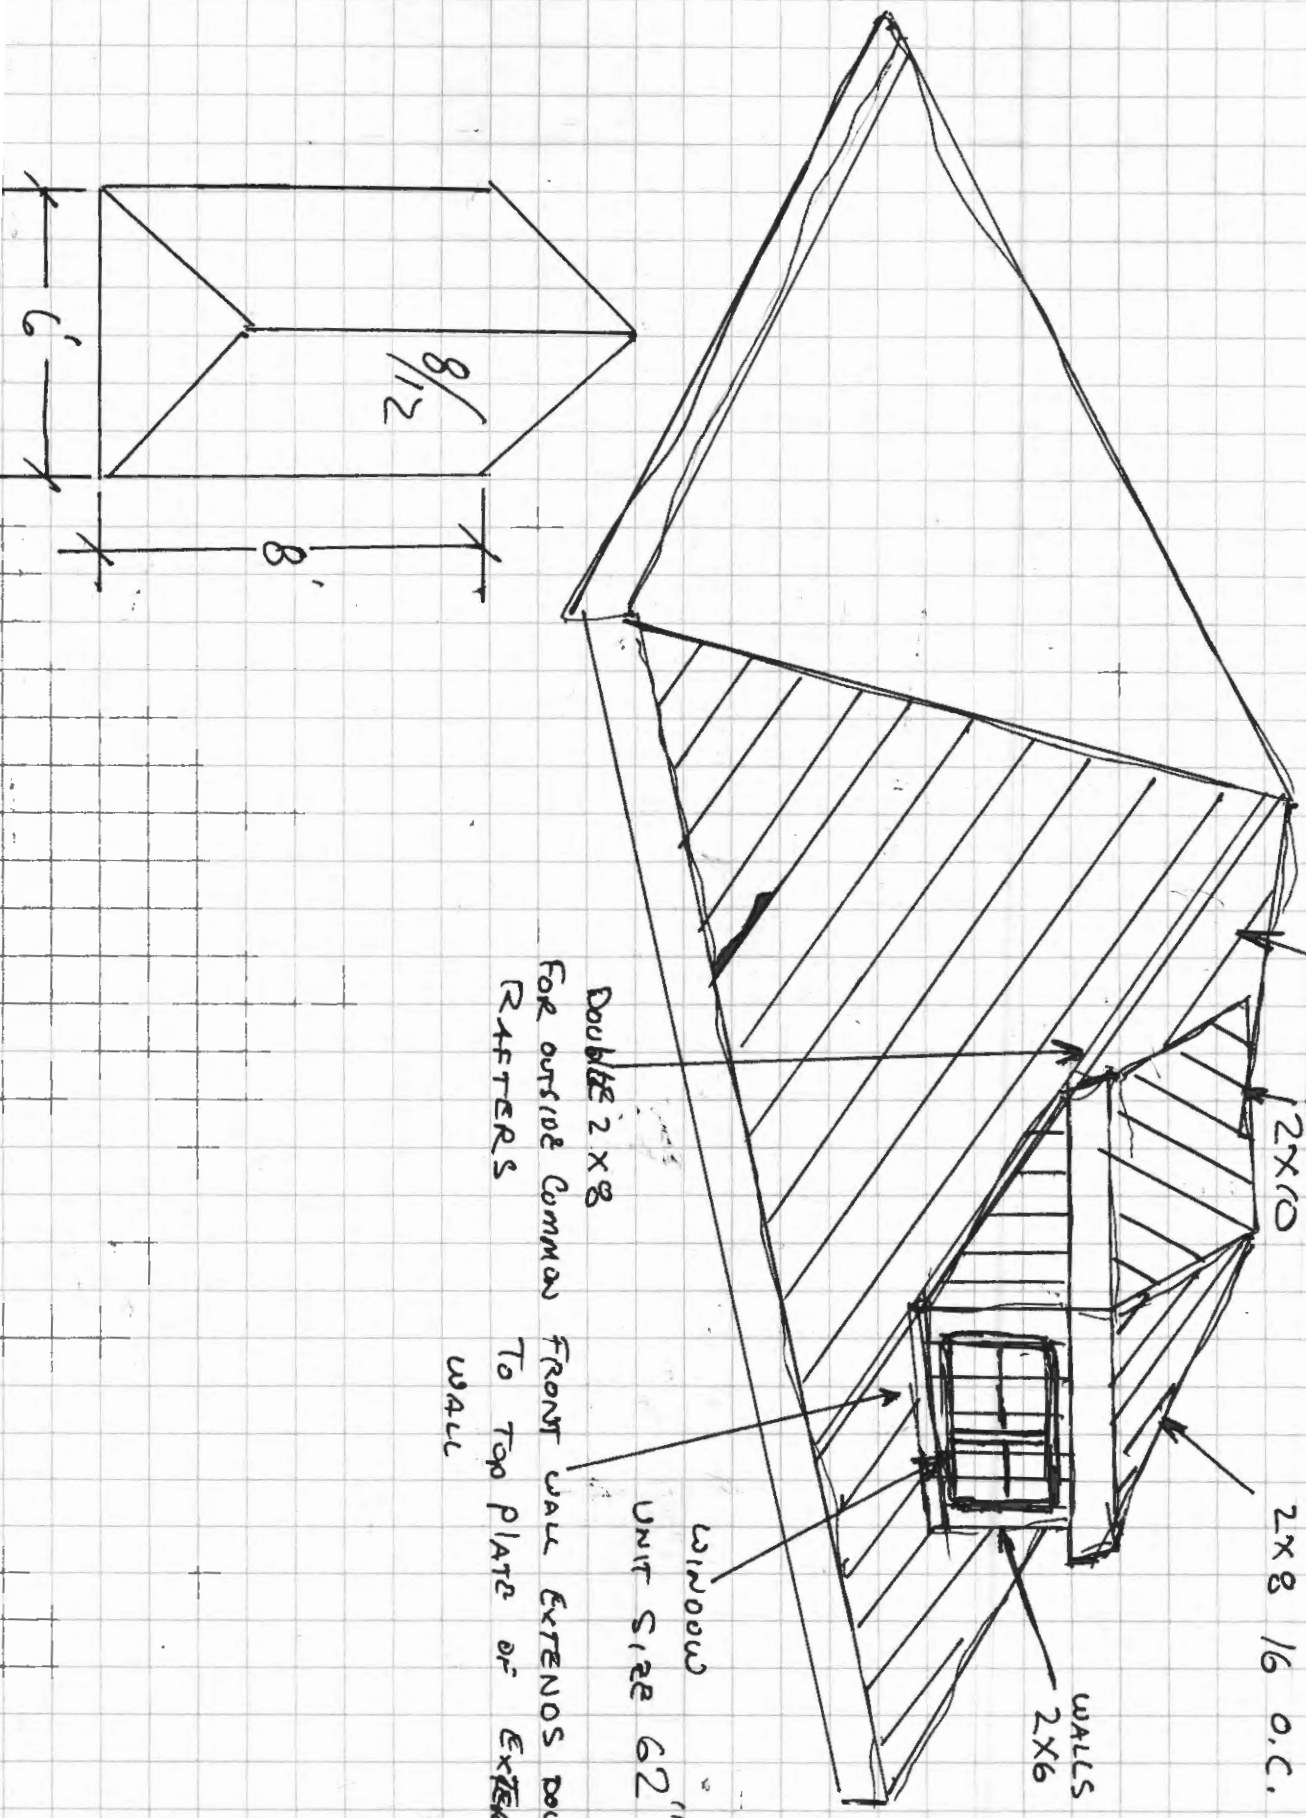 2X8 16 O.C.
2X10
WALLS
2X6
WINDOW
UNIT SIZE 62"
DOUBLE 2X8
FOR OUTSIDE COMMON
RAFTERS
FRONT WALL EXTENDS
TO TOP PLATE OF
WALL
8/12
8'
6'